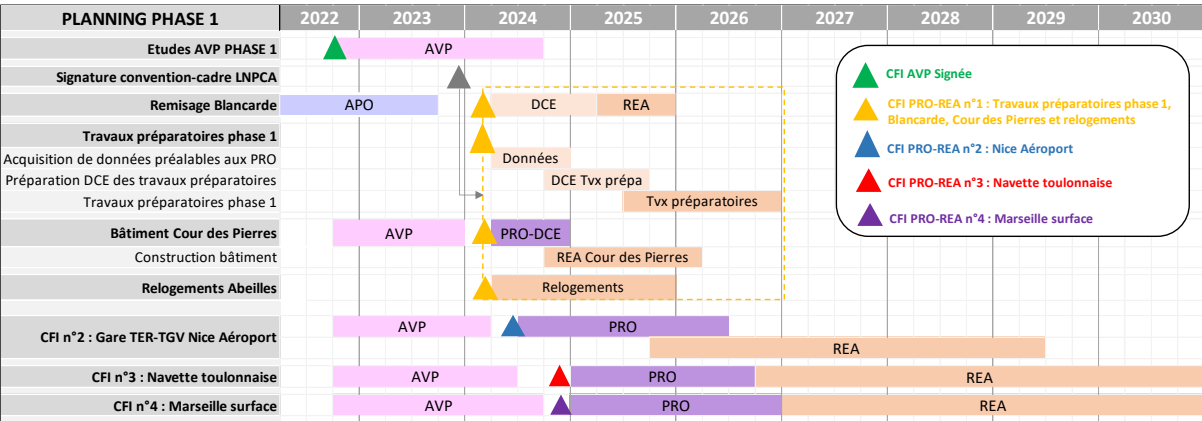 PLANNING PHASE 1 2022 2023 2024 2025 2026 2027 2028 2029 2030
Etudes AVP PHASE 1 AVP
Signature convention-cadre LNPCA
Remisage Blancarde APO DCE REA
Travaux préparatoires phase 1
Acquisition de données préalables aux PRO Données
Préparation DCE des travaux préparatoires DCE Tvx prépa
Travaux préparatoires phase 1 Tvx préparatoires
Bâtiment Cour des Pierres AVP PRO-DCE
Construction bâtiment REA Cour des Pierres
Relogements Abeilles Relogements
CFI n°2 : Gare TER-TGV Nice Aéroport AVP PRO
REA
CFI n°3 : Navette toulonnaise AVP PRO REA
CFI n°4 : Marseille surface AVP PRO REA
CFI AVP Signée
CFI PRO-REA n°1 : Travaux préparatoires phase 1,
Blancarde, Cour des Pierres et relogements
CFI PRO-REA n°2 : Nice Aéroport
CFI PRO-REA n°3 : Navette toulonnaise
CFI PRO-REA n°4 : Marseille surface